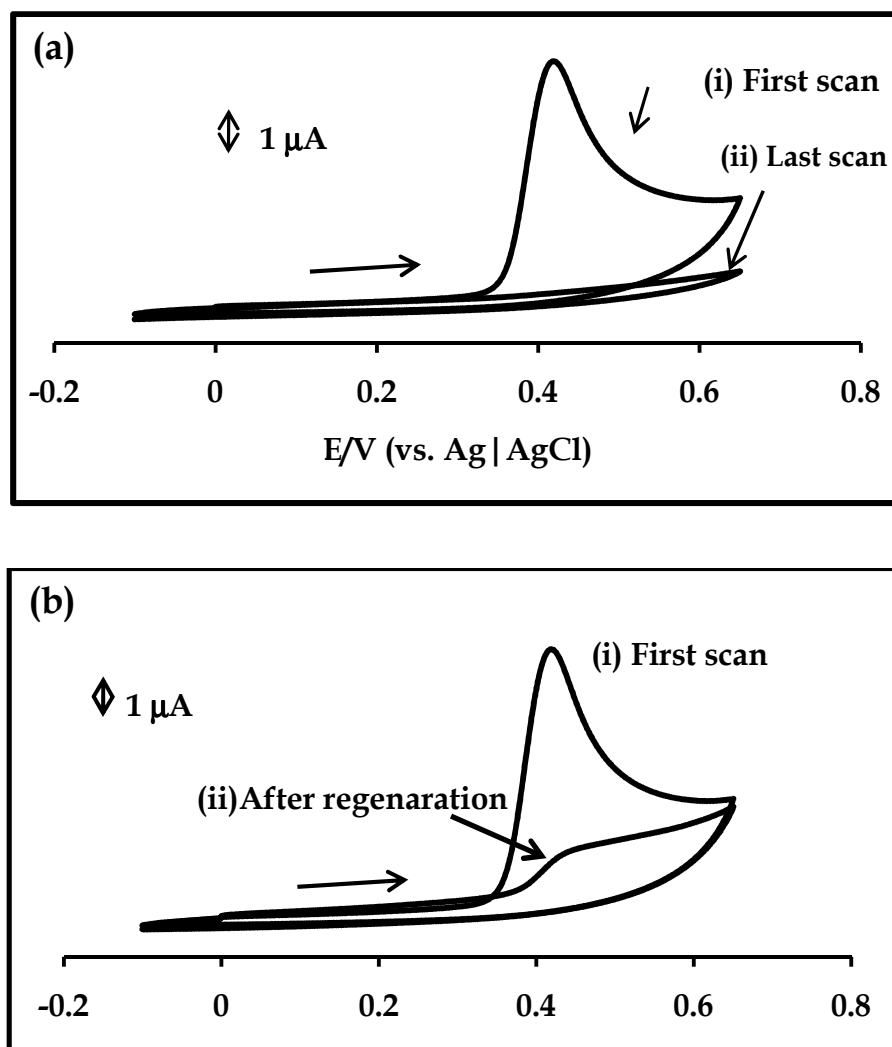 (a)
(i) First scan
1 µA
(ii) Last scan
-0.2 0 0.2 0.4 0.6 0.8
E/V (vs. Ag|AgCl)
(b)
(i) First scan
1 µA
(ii)After regenaration
-0.2 0 0.2 0.4 0.6 0.8